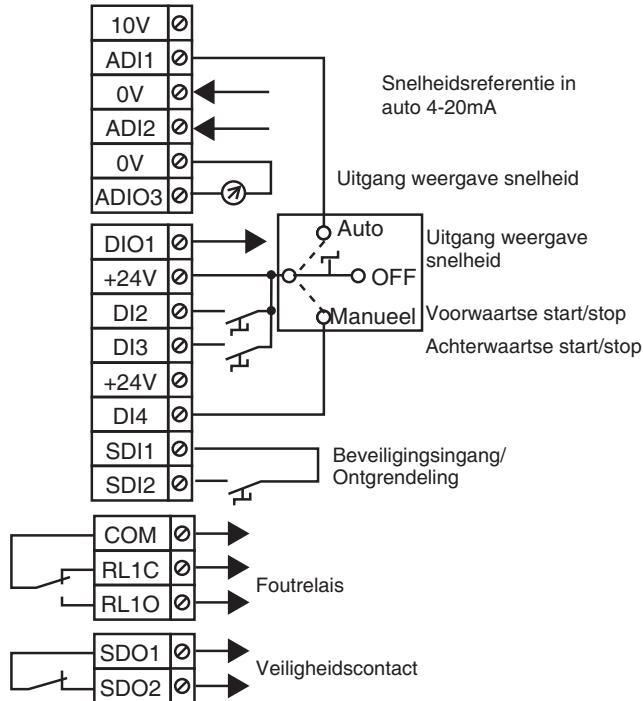 10V
ADI1
0V
ADI2
0V
ADIO3
Snelheidsreferentie in
auto 4-20mA
Uitgang weergave snelheid
DIO1
+24V
DI2
DI3
+24V
DI4
SDI1
SDI2
Auto
OFF
Manueel
Uitgang weergave
snelheid
Voorwaartse start/stop
Achterwaartse start/stop
Beveiligingsingang/
Ontgrendeling
COM
RL1C
RL1O
Foutrelais
SDO1
SDO2
Veiligheidscontact